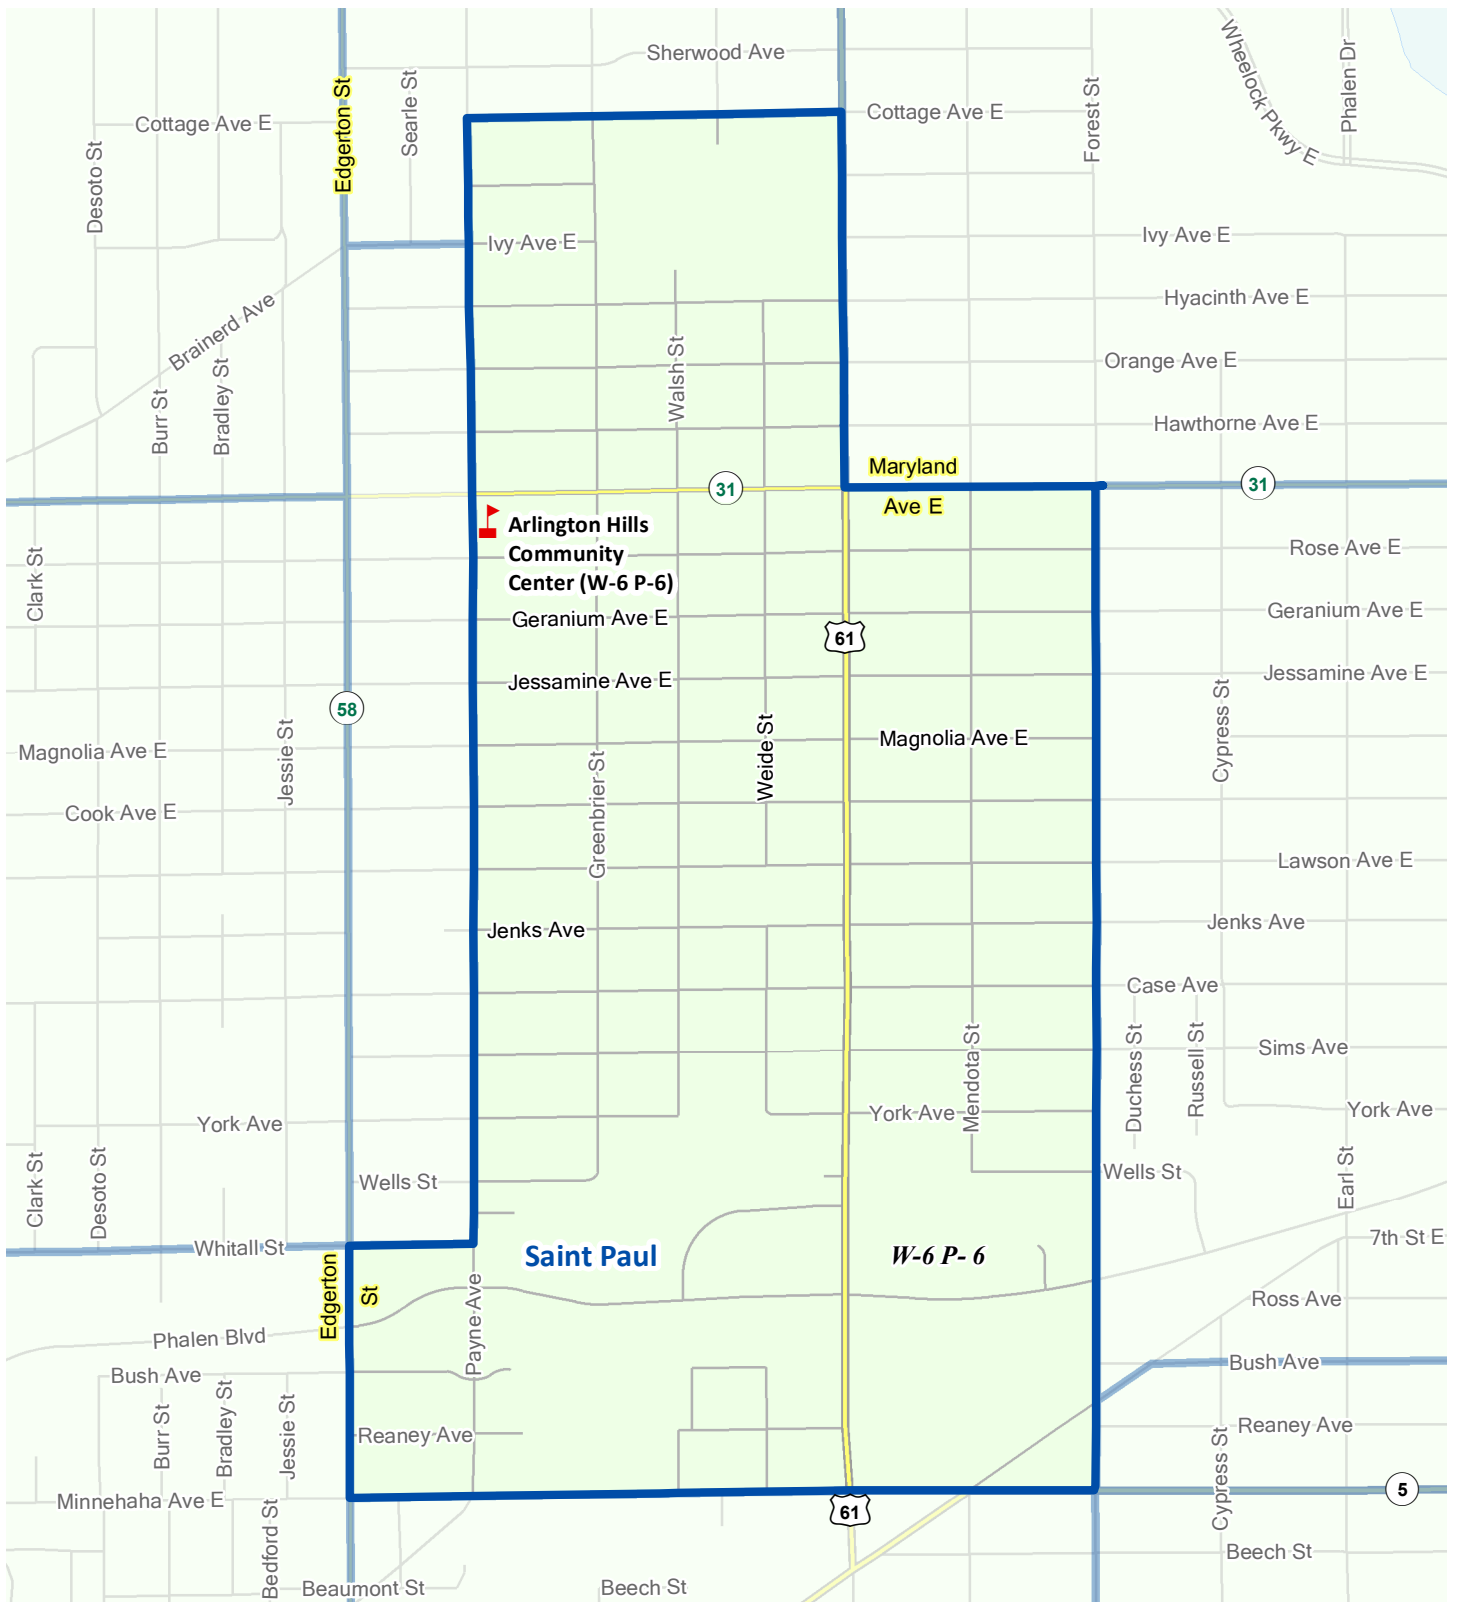 Sherwood Ave
Edgerton St
Searle St
Cottage Ave E
Cottage Ave E
Desoto St
Forest St
Wheelock Pkwy E
Phalen Dr
Ivy Ave E
Ivy Ave E
Brainerd Ave
Hyacinth Ave E
Walsh St
Orange Ave E
Burr St
Bradley St
Hawthorne Ave E
Maryland
Ave E
31
31
Arlington Hills
Community
Center (W-6 P-6)
Clark St
Rose Ave E
Geranium Ave E
Geranium Ave E
61
Jessamine Ave E
Jessamine Ave E
58
Magnolia Ave E
Jessie St
Weide St
Magnolia Ave E
Cypress St
Greenbrier St
Cook Ave E
Lawson Ave E
Jenks Ave
Jenks Ave
Case Ave
Mendota St
Duchess St
Russell St
Sims Ave
York Ave
York Ave
York Ave
Clark St
Desoto St
Wells St
Wells St
Earl St
Whitall St
Saint Paul
W-6 P- 6
7th St E
Edgerton
St
Payne Ave
Ross Ave
Phalen Blvd
Bush Ave
Bush Ave
Burr St
Bradley St
Jessie St
Reaney Ave
Reaney Ave
Cypress St
Minnehaha Ave E
61
5
Bedford St
Beech St
Beaumont St
Beech St